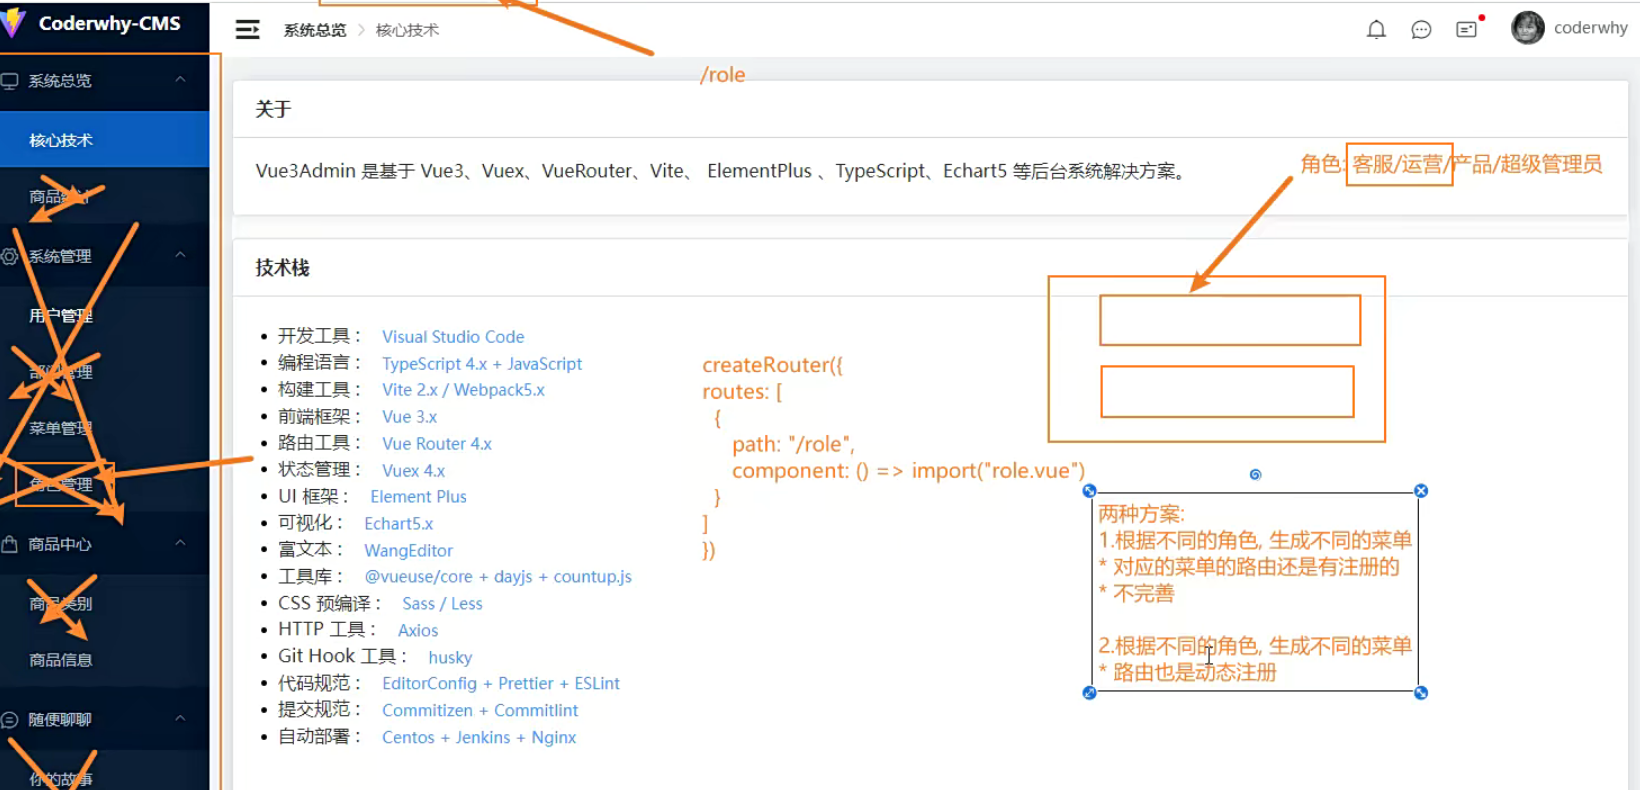 Coderwhy-CMS
系统总览
核心技术
商品统计
系统管理
用户管理
部门管理
菜单管理
角色管理
商品中心
商品类别
商品信息
随便聊聊
你的故事
系统总览 > 核心技术
coderwhy
/role
关于
Vue3Admin 是基于 Vue3、Vuex、VueRouter、Vite、 ElementPlus 、TypeScript、Echart5 等后台系统解决方案。
角色: 客服/运营/产品/超级管理员
技术栈
• 开发工具： Visual Studio Code
• 编程语言： TypeScript 4.x + JavaScript
• 构建工具： Vite 2.x / Webpack5.x
• 前端框架： Vue 3.x
• 路由工具： Vue Router 4.x
• 状态管理： Vuex 4.x
• UI 框架： Element Plus
• 可视化： Echart5.x
• 富文本： WangEditor
• 工具库： @vueuse/core + dayjs + countup.js
• CSS 预编译： Sass / Less
• HTTP 工具： Axios
• Git Hook 工具： husky
• 代码规范： EditorConfig + Prettier + ESLint
• 提交规范： Commitizen + Commitlint
• 自动部署： Centos + Jenkins + Nginx
createRouter({
routes: [
{
path: "/role",
component: () => import("role.vue")
}
]
})
两种方案:
1.根据不同的角色, 生成不同的菜单
* 对应的菜单的路由还是有注册的
* 不完善
2.根据不同的角色, 生成不同的菜单
* 路由也是动态注册